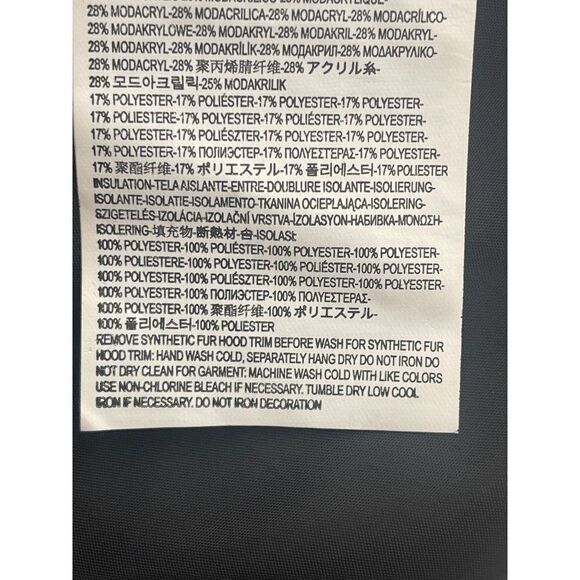 28% MODACRYL-28% MODACRILICA-28% MODACRYL-28% MODACRÍLICO-
28% MODAKRYLOWE-28% MODAKRYL-28% MODAKRIL-28% MODAKRYL-
28% MODAKRYL-28% MODAKRİLİK-28% МОДАКРИЛ-28% ΜΟΔΑΚΡΥΛΙΚΟ-
28% MODACRYL-28% 聚丙烯腈纤维-28% アクリル糸-
28% 모드아크릴릭-25% MODAKRILIK
17% POLYESTER-17% POLIÉSTER-17% POLYESTER-17% POLYESTER-
17% POLIESTERE-17% POLYESTER-17% POLIÉSTER-17% POLYESTER-
17% POLYESTER-17% POLIÉSZTER-17% POLYESTER-17% POLYESTER-
17% POLYESTER-17% ПОЛИЭСТЕР-17% ΠΟΛΥΕΣΤΕΡΑΣ-17% POLYESTER-
17% 聚酯纤维-17% ポリエステル-17% 폴리에스터-17% POLIESTER
INSULATION-TELA AISLANTE-ENTRE-DOUBLURE ISOLANTE-ISOLIERUNG-
ISOLANTE-ISOLATIE-ISOLAMENTO-TKANINA OCIEPLAJĄCA-ISOLERING-
SZIGETELÉS-IZOLÁCIA-IZOLAČNÍ VRSTVA-İZOLASYON-НАБИВКА-ΜΟΝΩΣΗ-
ISOLERING-填充物-断熱材-솜-ISOLASI:
100% POLYESTER-100% POLIÉSTER-100% POLYESTER-100% POLYESTER-
100% POLIESTERE-100% POLYESTER-100% POLIÉSTER-100% POLYESTER-
100% POLYESTER-100% POLIÉSZTER-100% POLYESTER-100% POLYESTER-
100% POLYESTER-100% ПОЛИЭСТЕР-100% ΠΟΛΥΕΣΤΕΡΑΣ-
100% POLYESTER-100% 聚酯纤维-100% ポリエステル-
100% 폴리에스터-100% POLIESTER
REMOVE SYNTHETIC FUR HOOD TRIM BEFORE WASH FOR SYNTHETIC FUR
HOOD TRIM: HAND WASH COLD, SEPARATELY HANG DRY DO NOT IRON DO
NOT DRY CLEAN FOR GARMENT: MACHINE WASH COLD WITH LIKE COLORS
USE NON-CHLORINE BLEACH IF NECESSARY. TUMBLE DRY LOW COOL
IRON IF NECESSARY. DO NOT IRON DECORATION